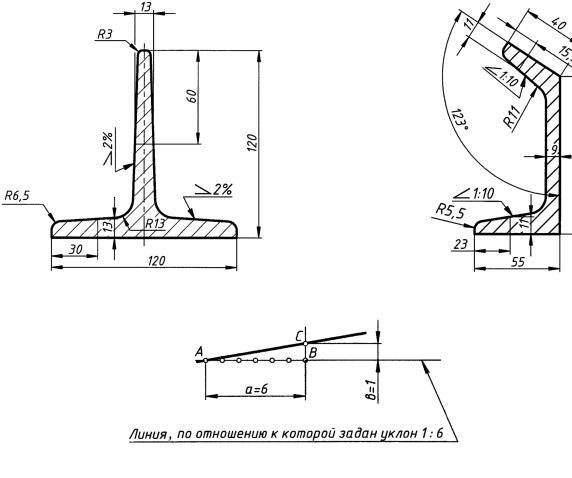 13
R3
60
120
>2%
R6,5
>2%
13
R13
30
120
11
40
15,
∠1:10
R11
123°
9
∠1:10
R5,5
11
23
55
A
C
B
a=6
в=1
Линия, по отношению к которой задан уклон 1:6